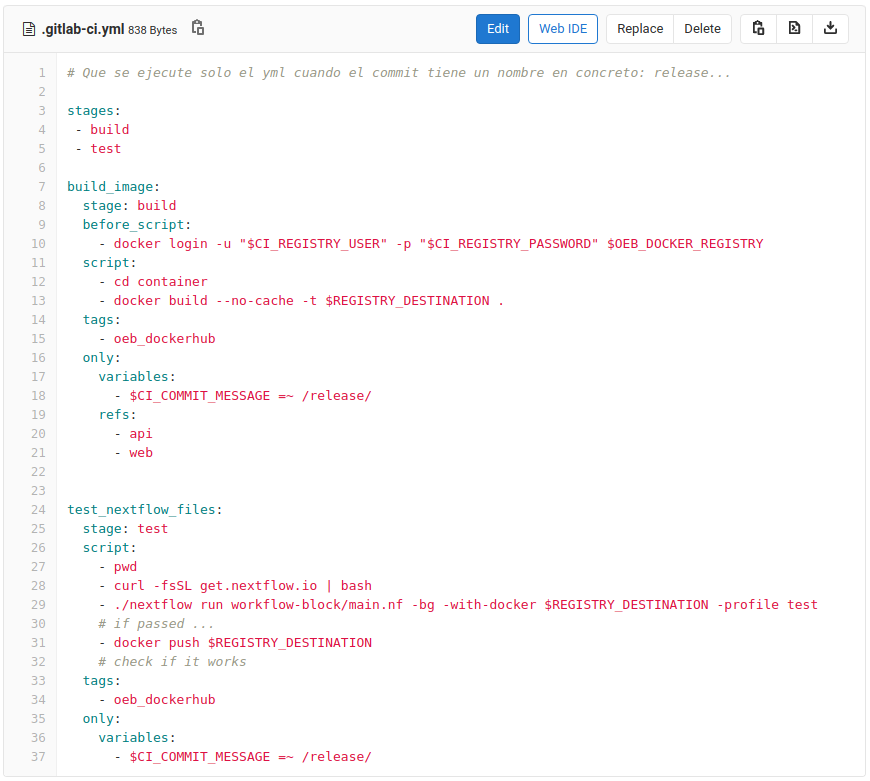 .gitlab-ci.yml 838 Bytes Edit Web IDE Replace Delete
1 # Que se ejecute solo el yml cuando el commit tiene un nombre en concreto: release...
2
3 stages:
4  - build
5  - test
6
7 build_image:
8   stage: build
9   before_script:
10     - docker login -u "$CI_REGISTRY_USER" -p "$CI_REGISTRY_PASSWORD" $OEB_DOCKER_REGISTRY
11   script:
12     - cd container
13     - docker build --no-cache -t $REGISTRY_DESTINATION .
14   tags:
15     - oeb_dockerhub
16   only:
17     variables:
18       - $CI_COMMIT_MESSAGE =~ /release/
19     refs:
20       - api
21       - web
22
23
24 test_nextflow_files:
25   stage: test
26   script:
27     - pwd
28     - curl -fsSL get.nextflow.io | bash
29     - ./nextflow run workflow-block/main.nf -bg -with-docker $REGISTRY_DESTINATION -profile test
30     # if passed ...
31     - docker push $REGISTRY_DESTINATION
32     # check if it works
33   tags:
34     - oeb_dockerhub
35   only:
36     variables:
37       - $CI_COMMIT_MESSAGE =~ /release/